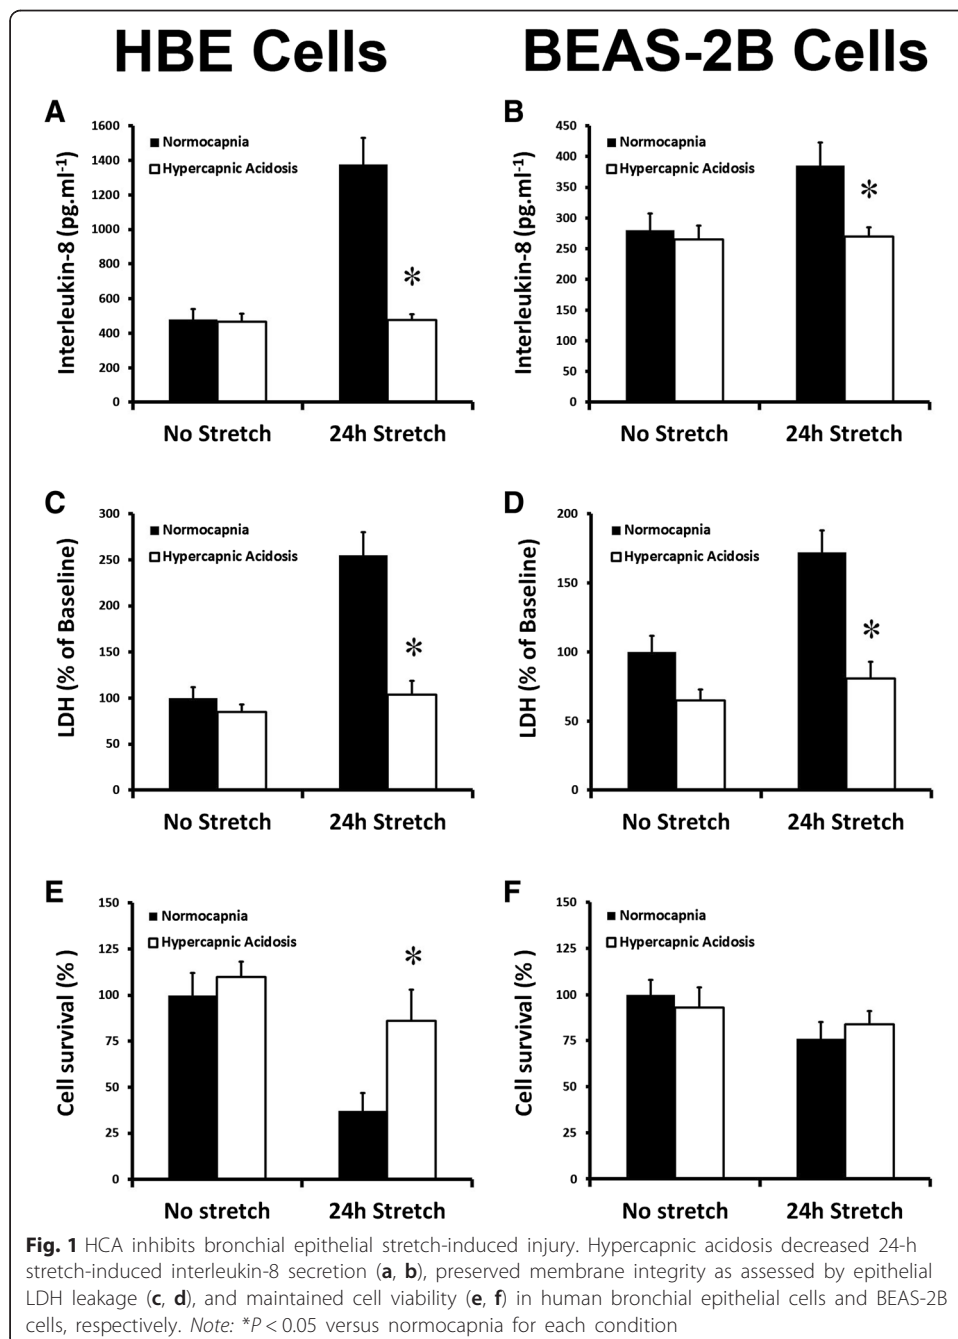 HBE Cells
BEAS-2B Cells
A
Interleukin-8 (pg.ml-1)
1600
1400
1200
1000
800
600
400
200
0
Normocapnia
Hypercapnic Acidosis
*
No Stretch
24h Stretch
B
Interleukin-8 (pg.ml-1)
450
400
350
300
250
200
150
100
50
0
Normocapnia
Hypercapnic Acidosis
*
No Stretch
24h Stretch
C
LDH (% of Baseline)
300
250
200
150
100
50
0
Normocapnia
Hypercapnic Acidosis
*
No Stretch
24h Stretch
D
LDH (% of Baseline)
200
150
100
50
0
Normocapnia
Hypercapnic Acidosis
*
No Stretch
24h Stretch
E
Cell survival (% )
150
125
100
75
50
25
0
Normocapnia
Hypercapnic Acidosis
*
No stretch
24h Stretch
F
Cell survival (% )
150
125
100
75
50
25
0
Normocapnia
Hypercapnic Acidosis
No stretch
24h Stretch
Fig. 1 HCA inhibits bronchial epithelial stretch-induced injury. Hypercapnic acidosis decreased 24-h
stretch-induced interleukin-8 secretion (a, b), preserved membrane integrity as assessed by epithelial
LDH leakage (c, d), and maintained cell viability (e, f) in human bronchial epithelial cells and BEAS-2B
cells, respectively. Note: *P < 0.05 versus normocapnia for each condition